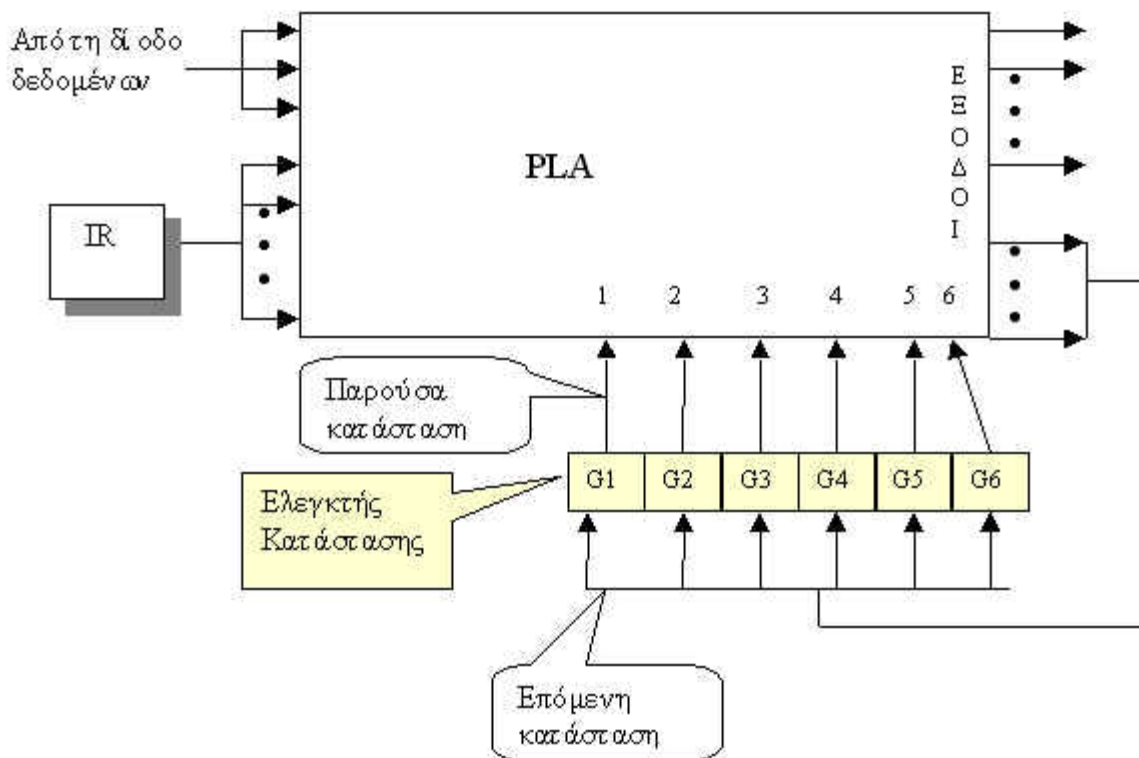 Από τη δίοδο
δεδομένων
Ε
Ξ
Ο
Δ
Ο
Ι
PLA
IR
1 2 3 4 5 6
Παρούσα
κατάσταση
G1 G2 G3 G4 G5 G6
Ελεγκτής
Κατάστασης
Επόμενη
κατάσταση